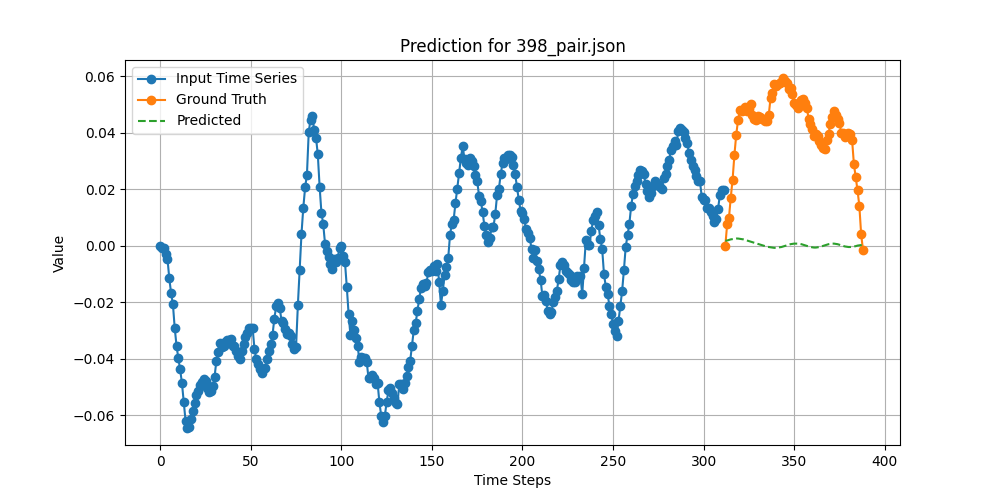 Prediction for 398_pair.json
Input Time Series
Ground Truth
Predicted
0.06
0.04
0.02
0.00
−0.02
−0.04
−0.06
Value
0 50 100 150 200 250 300 350 400
Time Steps